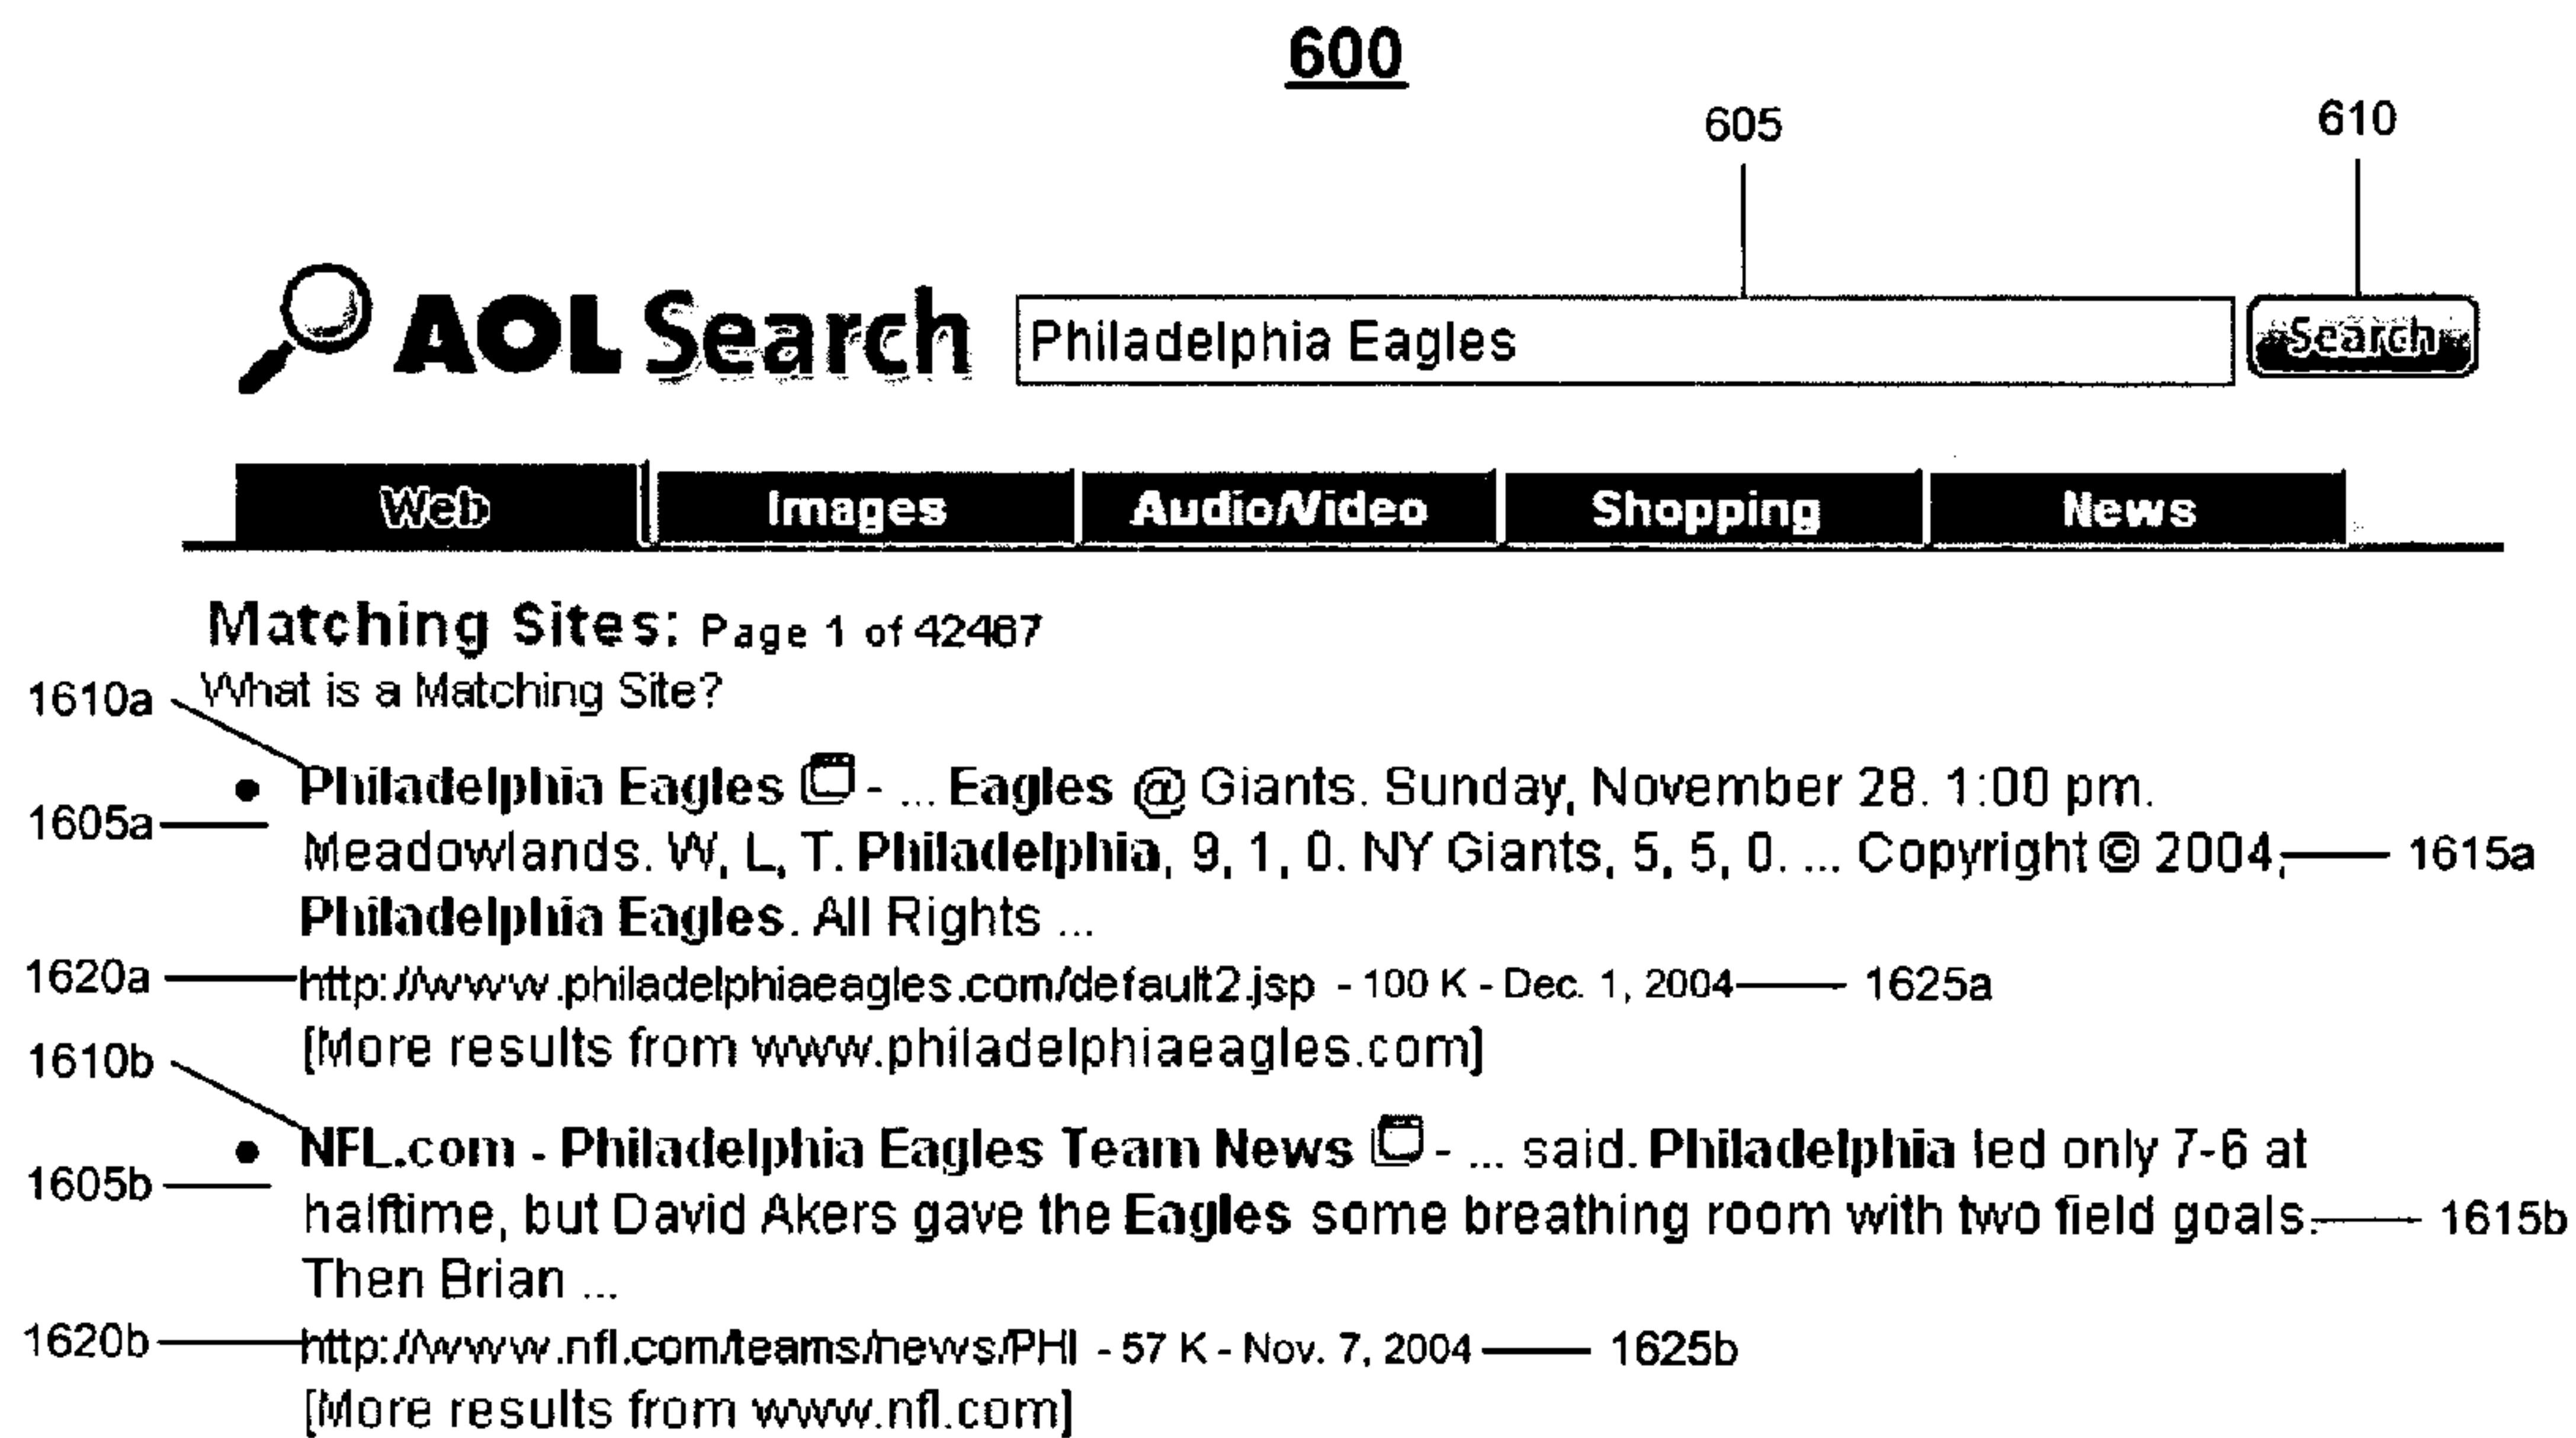 600
605
610
AOL Search
Philadelphia Eagles
Search
Web Images Audio/Video Shopping News
Matching Sites: Page 1 of 42467
1610a What is a Matching Site?
• Philadelphia Eagles - ... Eagles @ Giants. Sunday, November 28. 1:00 pm.
1605a
Meadowlands. W, L, T. Philadelphia, 9, 1, 0. NY Giants, 5, 5, 0. ... Copyright © 2004, 1615a
Philadelphia Eagles. All Rights ...
1620a http://www.philadelphiaeagles.com/default2.jsp - 100 K - Dec. 1, 2004 1625a
[More results from www.philadelphiaeagles.com]
1610b
• NFL.com - Philadelphia Eagles Team News - ... said. Philadelphia led only 7-6 at
1605b
halftime, but David Akers gave the Eagles some breathing room with two field goals. 1615b
Then Brian ...
1620b http://www.nfl.com/teams/news/PHI - 57 K - Nov. 7, 2004 1625b
[More results from www.nfl.com]